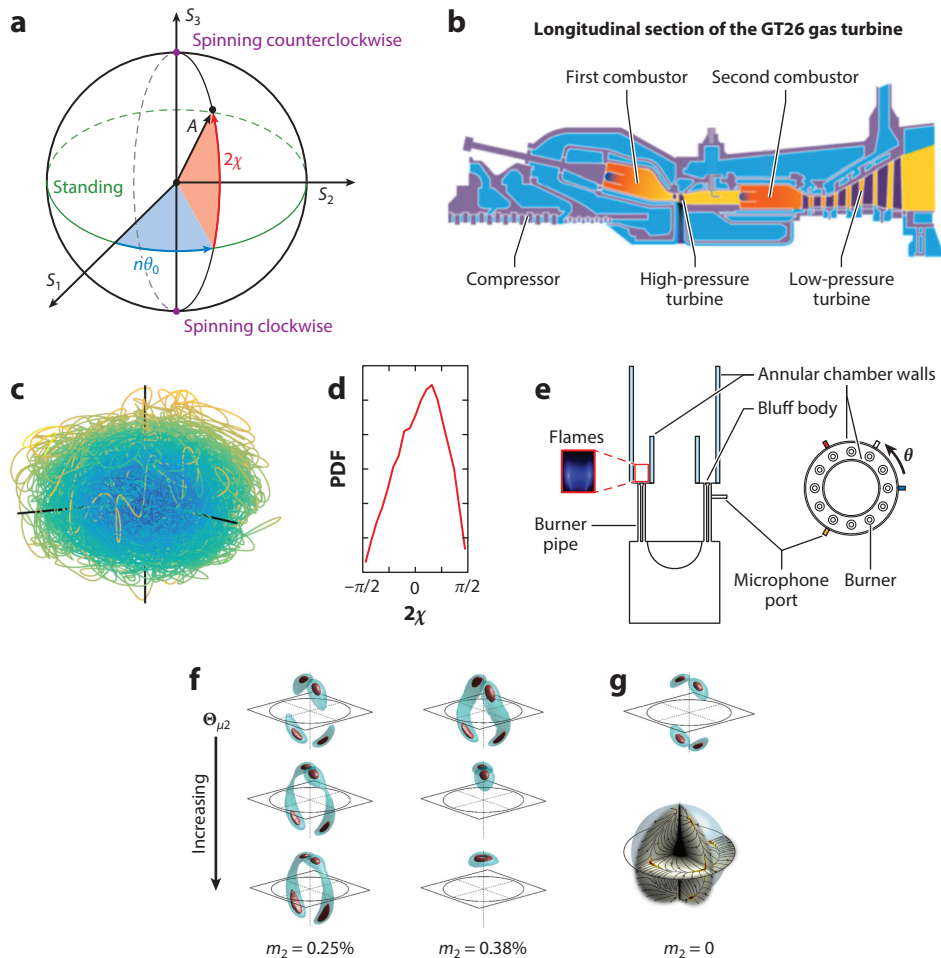 a
S3
Spinning counterclockwise
A
2χ
Standing
S2
nθ0
S1
Spinning clockwise
b
Longitudinal section of the GT26 gas turbine
First combustor
Second combustor
Compressor
High-pressure
turbine
Low-pressure
turbine
c
d
PDF
−π/2
0
π/2
2χ
e
Annular chamber walls
Bluff body
Flames
θ
Burner
pipe
Microphone
port
Burner
f
Θμ2
Increasing
m2 = 0.25%
m2 = 0.38%
g
m2 = 0